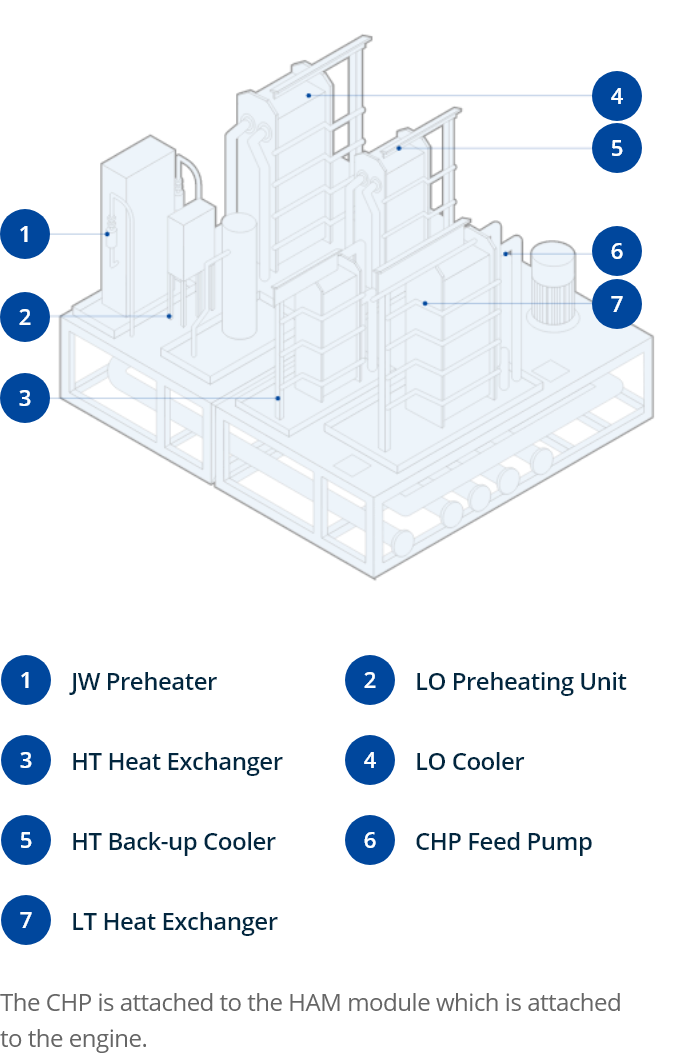 4
5
1
6
7
2
3
1 JW Preheater
2 LO Preheating Unit
3 HT Heat Exchanger
4 LO Cooler
5 HT Back-up Cooler
6 CHP Feed Pump
7 LT Heat Exchanger
The CHP is attached to the HAM module which is attached
to the engine.